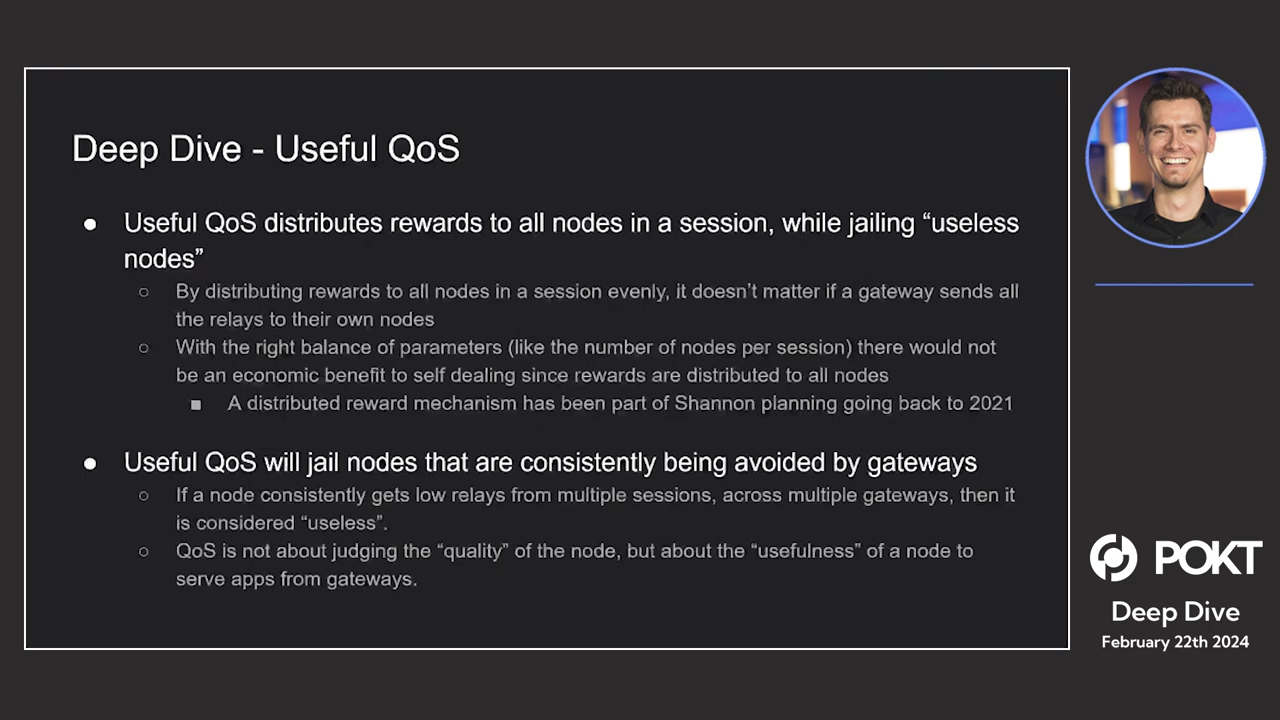 Deep Dive - Useful QoS
● Useful QoS distributes rewards to all nodes in a session, while jailing “useless
nodes”
○ By distributing rewards to all nodes in a session evenly, it doesn’t matter if a gateway sends all
the relays to their own nodes
○ With the right balance of parameters (like the number of nodes per session) there would not
be an economic benefit to self dealing since rewards are distributed to all nodes
■ A distributed reward mechanism has been part of Shannon planning going back to 2021
● Useful QoS will jail nodes that are consistently being avoided by gateways
○ If a node consistently gets low relays from multiple sessions, across multiple gateways, then it
is considered “useless”.
○ QoS is not about judging the “quality” of the node, but about the “usefulness” of a node to
serve apps from gateways.
POKT
Deep Dive
February 22th 2024